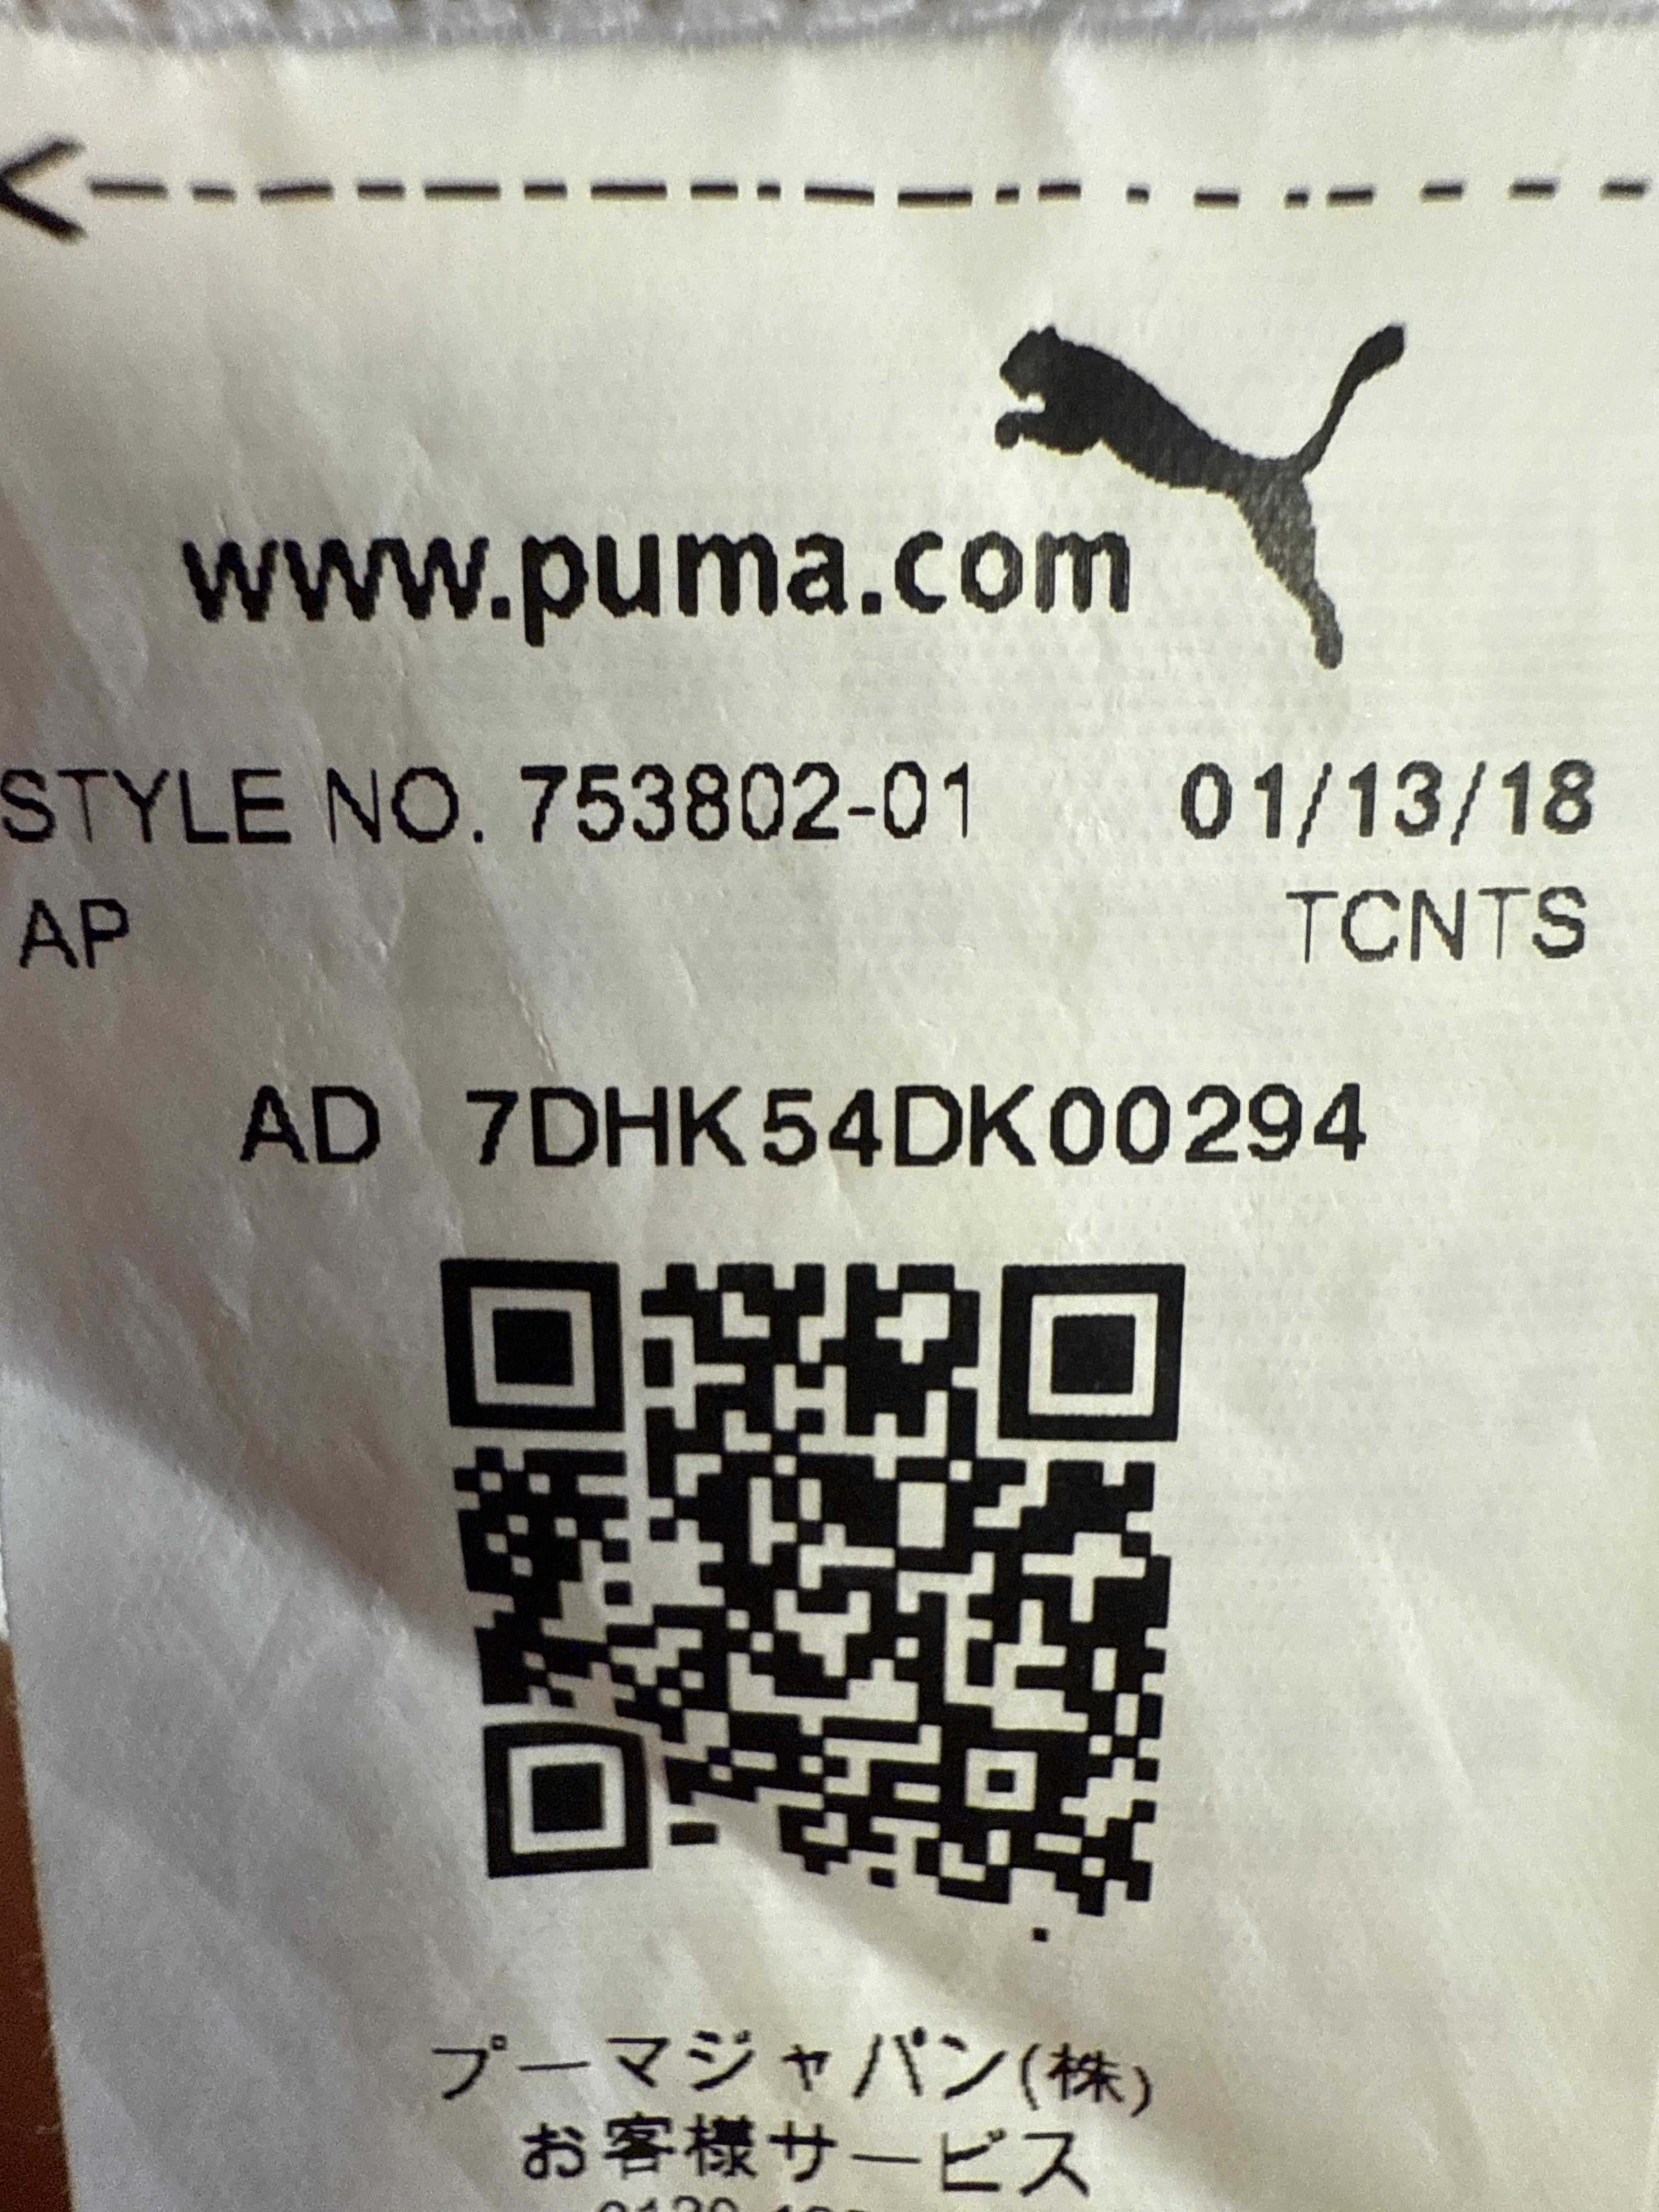 www.puma.com
STYLE NO. 753802-01 01/13/18
AP TCNTS
AD 7DHK54DK00294
プーマジャパン(株)
お客様サービス